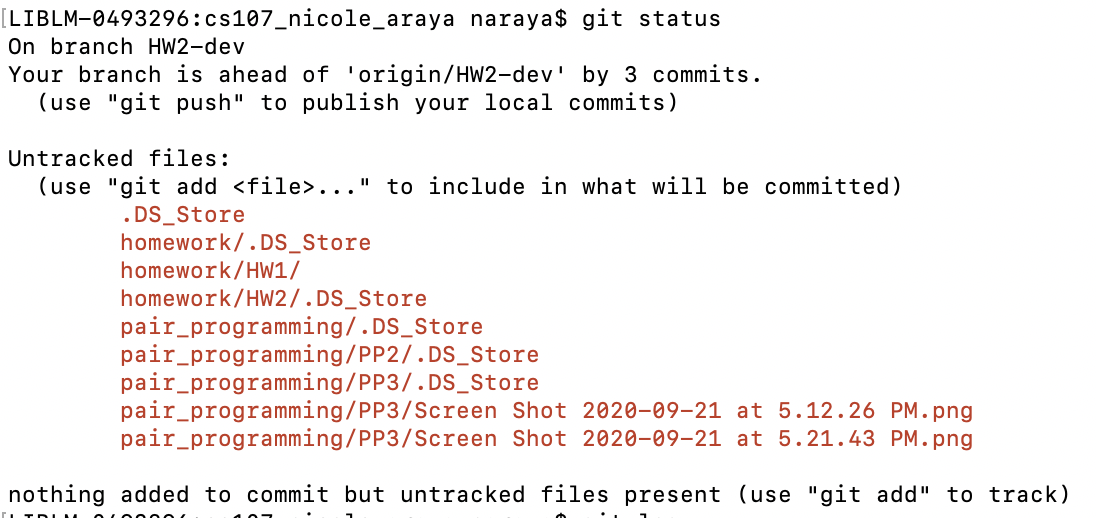 [LIBLM-0493296:cs107_nicole_araya naraya$ git status
On branch HW2-dev
Your branch is ahead of 'origin/HW2-dev' by 3 commits.
  (use "git push" to publish your local commits)

Untracked files:
  (use "git add <file>..." to include in what will be committed)
        .DS_Store
        homework/.DS_Store
        homework/HW1/
        homework/HW2/.DS_Store
        pair_programming/.DS_Store
        pair_programming/PP2/.DS_Store
        pair_programming/PP3/.DS_Store
        pair_programming/PP3/Screen Shot 2020-09-21 at 5.12.26 PM.png
        pair_programming/PP3/Screen Shot 2020-09-21 at 5.21.43 PM.png

nothing added to commit but untracked files present (use "git add" to track)